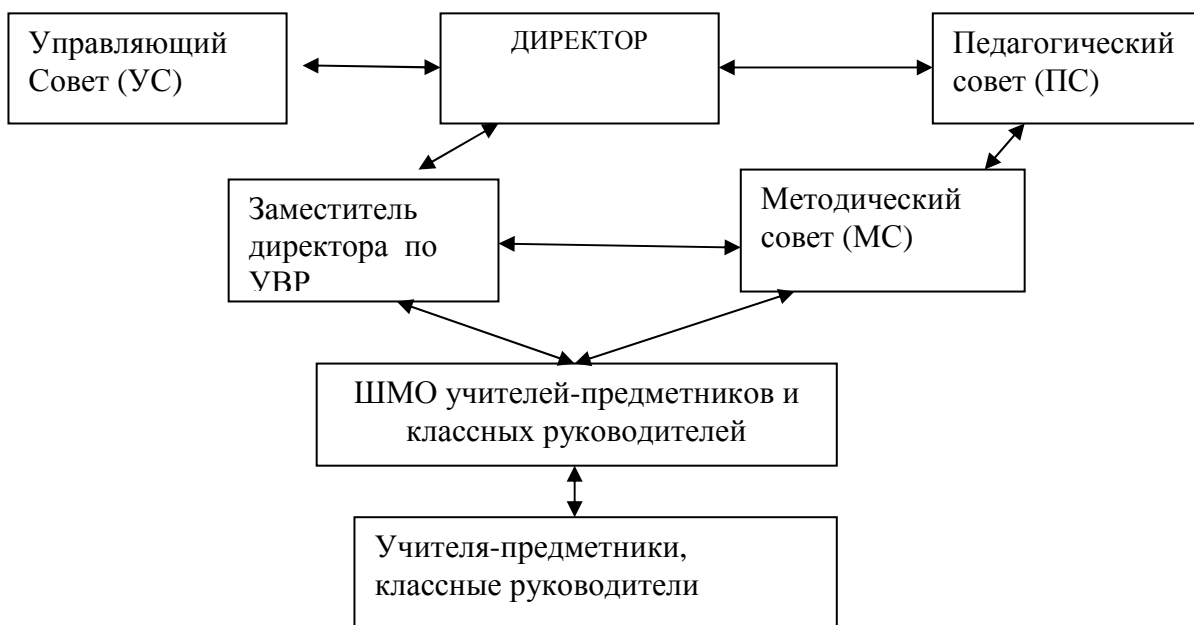 Управляющий
Совет (УС)
ДИРЕКТОР
Педагогический
совет (ПС)
Заместитель
директора по
УВР
Методический
совет (МС)
ШМО учителей-предметников и
классных руководителей
Учителя-предметники,
классные руководители